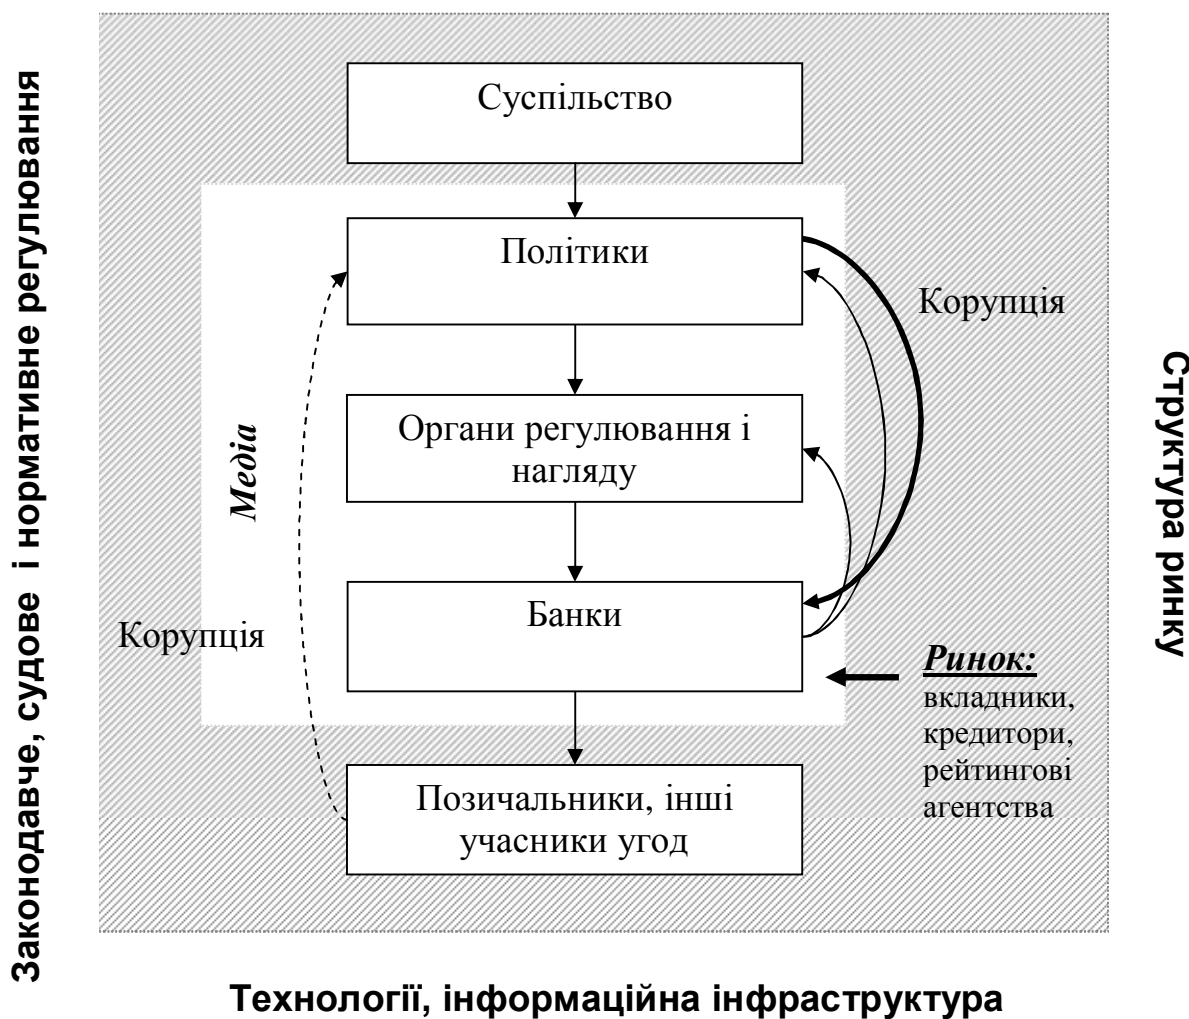 Законодавче, судове і нормативне регулювання
Суспільство
Політики
Корупція
Органи регулювання і
нагляду
Медіа
Структура ринку
Банки
Корупція
Ринок:
вкладники,
кредитори,
рейтингові
агентства
Позичальники, інші
учасники угод
Технології, інформаційна інфраструктура